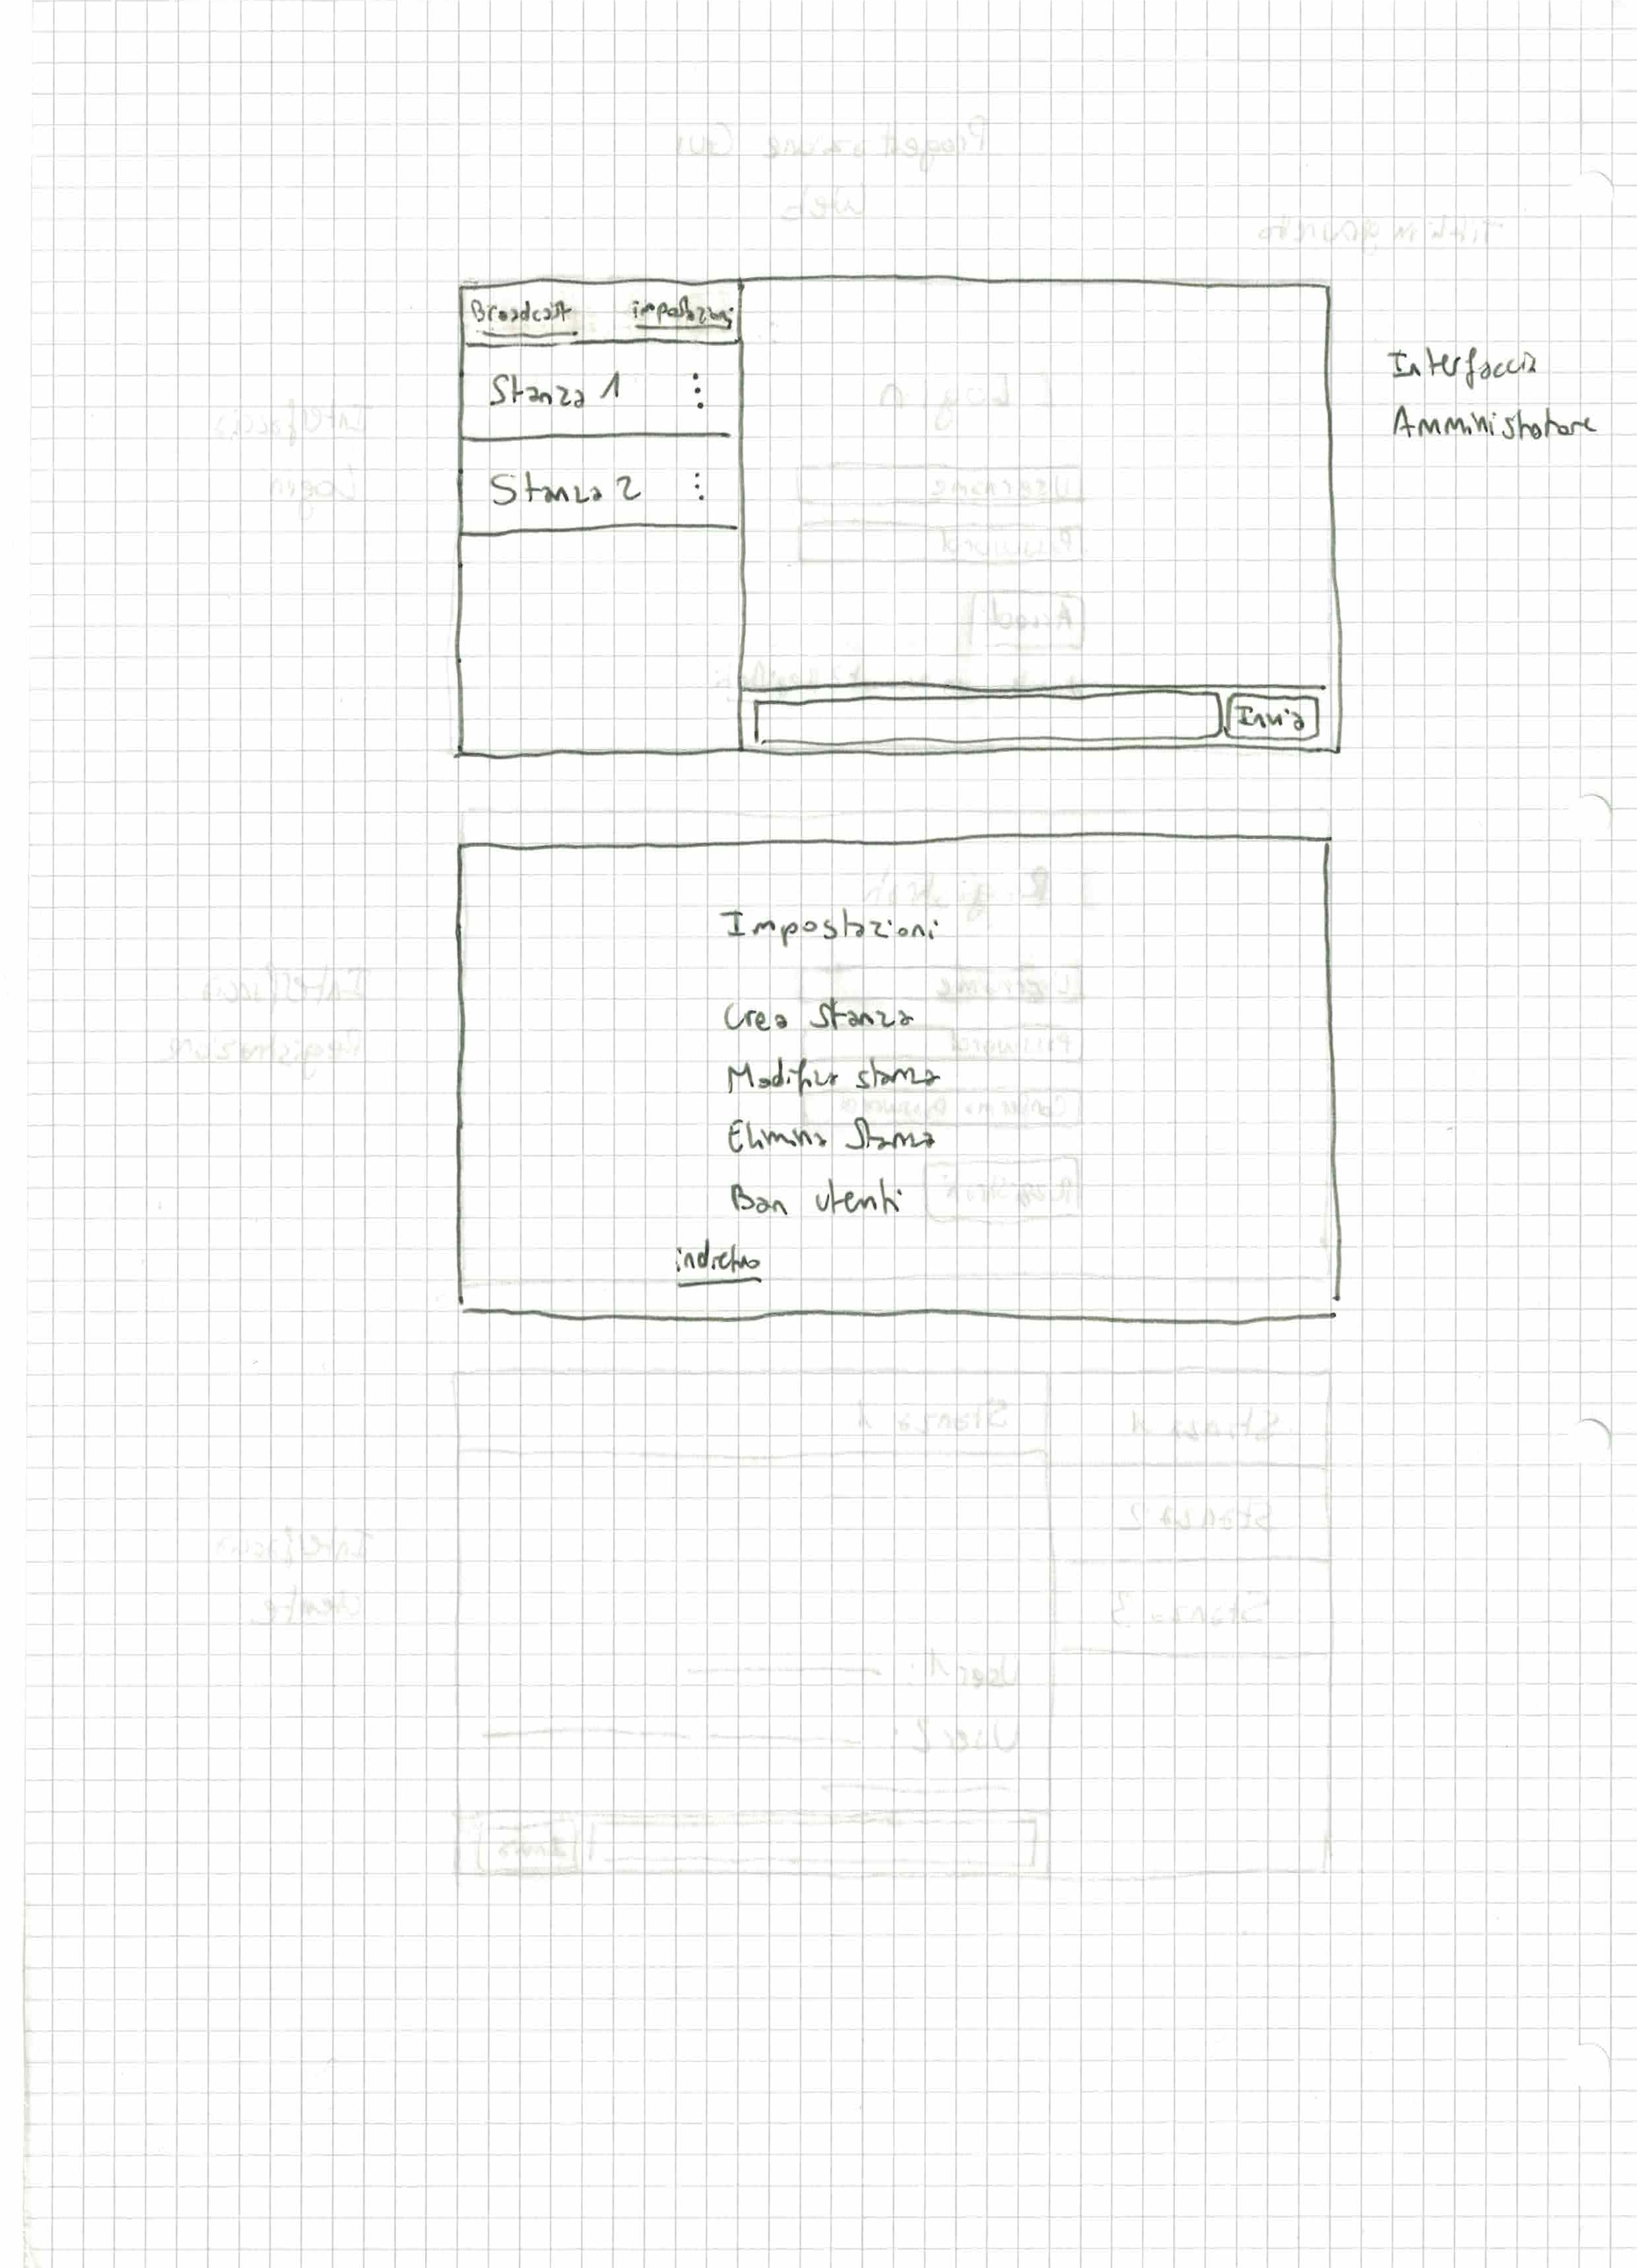 Broadcast impostazioni
Stanza 1
Stanza 2
Invia
Interfaccia
Amministratore
Impostazioni
Crea Stanza
Modifica stanza
Elimina Stanza
Ban utenti
indietro